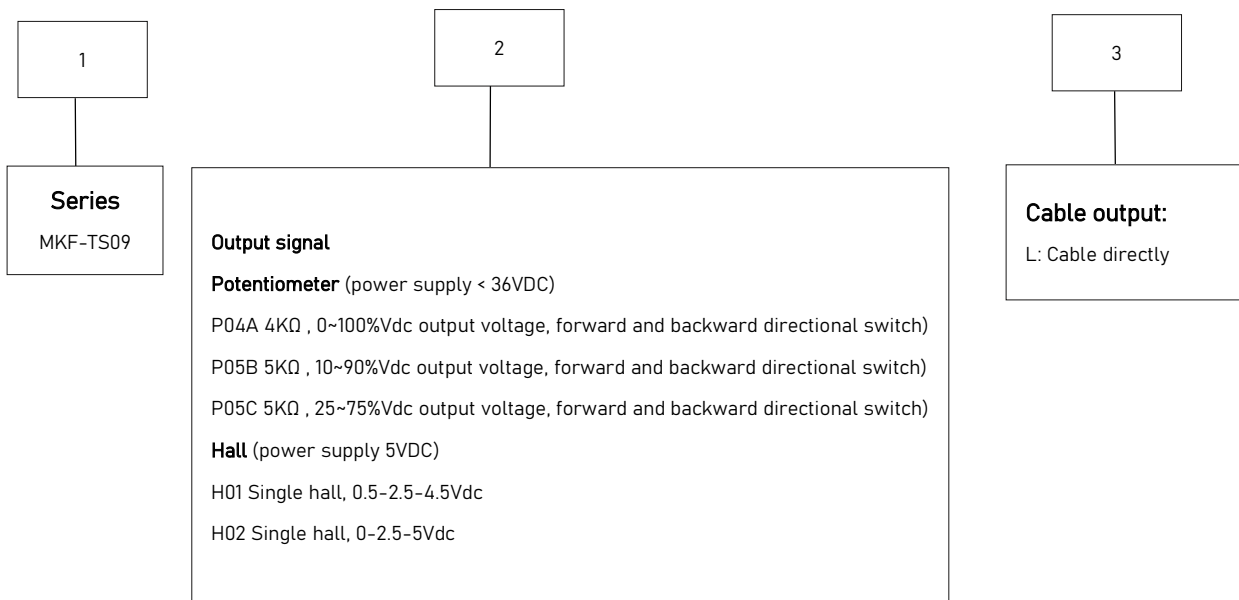 1
2
3
Series
MKF-TS09
Output signal
Potentiometer (power supply < 36VDC)
P04A 4KΩ , 0~100%Vdc output voltage, forward and backward directional switch)
P05B 5KΩ , 10~90%Vdc output voltage, forward and backward directional switch)
P05C 5KΩ , 25~75%Vdc output voltage, forward and backward directional switch)
Hall (power supply 5VDC)
H01 Single hall, 0.5-2.5-4.5Vdc
H02 Single hall, 0-2.5-5Vdc
Cable output:
L: Cable directly